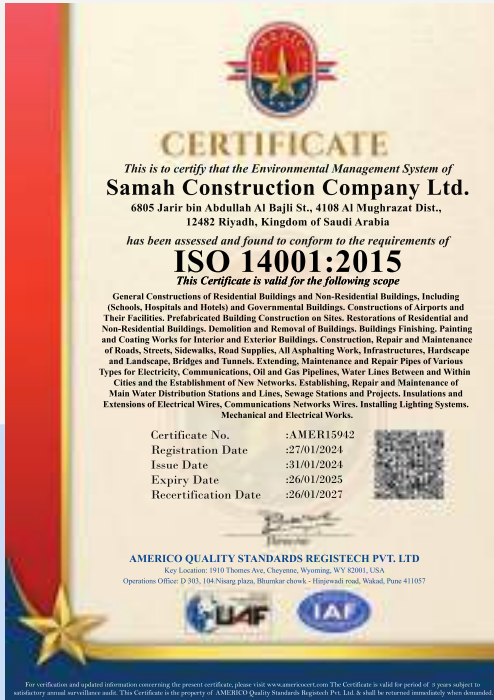 CERTIFICATE
This is to certify that the Environmental Management System of
Samah Construction Company Ltd.
6805 Jarir bin Abdullah Al Bajli St., 4108 Al Mughrazat Dist.,
12482 Riyadh, Kingdom of Saudi Arabia
has been assessed and found to conform to the requirements of
ISO 14001:2015
This Certificate is valid for the following scope
General Constructions of Residential Buildings and Non-Residential Buildings, Including
(Schools, Hospitals and Hotels) and Governmental Buildings. Constructions of Airports and
Their Facilities. Prefabricated Building Construction on Sites. Restorations of Residential and
Non-Residential Buildings. Demolition and Removal of Buildings. Buildings Finishing. Painting
and Coating Works for Interior and Exterior Buildings. Construction, Repair and Maintenance
of Roads, Streets, Sidewalks, Road Supplies, All Asphalting Work, Infrastructures, Hardscape
and Landscape, Bridges and Tunnels. Extending, Maintenance and Repair Pipes of Various
Types for Electricity, Communications, Oil and Gas Pipelines, Water Lines Between and Within
Cities and the Establishment of New Networks. Establishing, Repair and Maintenance of
Main Water Distribution Stations and Lines, Sewage Stations and Projects. Insulations and
Extensions of Electrical Wires, Communications Networks Wires. Installing Lighting Systems.
Mechanical and Electrical Works.
Certificate No. :AMER15942
Registration Date :27/01/2024
Issue Date :31/01/2024
Expiry Date :26/01/2025
Recertification Date :26/01/2027
AMERICO QUALITY STANDARDS REGISTECH PVT. LTD
Key Location: 1910 Thomes Ave, Cheyenne, Wyoming, WY 82001, USA
Operations Office: D 303, 104 Nisarg plaza, Bhumkar chowk - Hinjewadi road, Wakad, Pune 411057
UAF
IAF
For verification and updated information concerning the present certificate, please visit www.americocert.com The Certificate is valid for period of 3 years subject to
satisfactory annual surveillance audit. This Certificate is the property of AMERICO Quality Standards Registech Pvt. Ltd. & shall be returned immediately when demanded